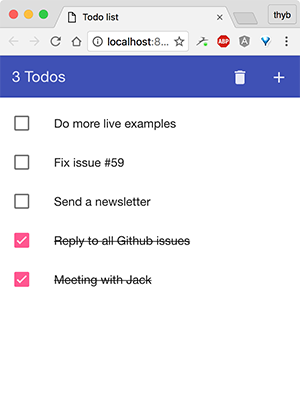 Todo list
thyb
localhost:8...
ABP
3 Todos
Do more live examples
Fix issue #59
Send a newsletter
Reply to all Github issues
Meeting with Jack